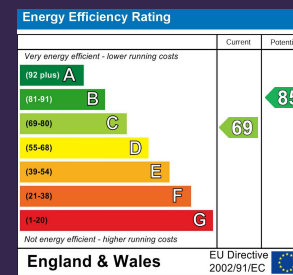 Energy Efficiency Rating
Current Potenti
Very energy efficient - lower running costs
(92 plus) A
(81-91) B 85
(69-80) C 69
(55-68) D
(39-54) E
(21-38) F
(1-20) G
Not energy efficient - higher running costs
England & Wales
EU Directive
2002/91/EC